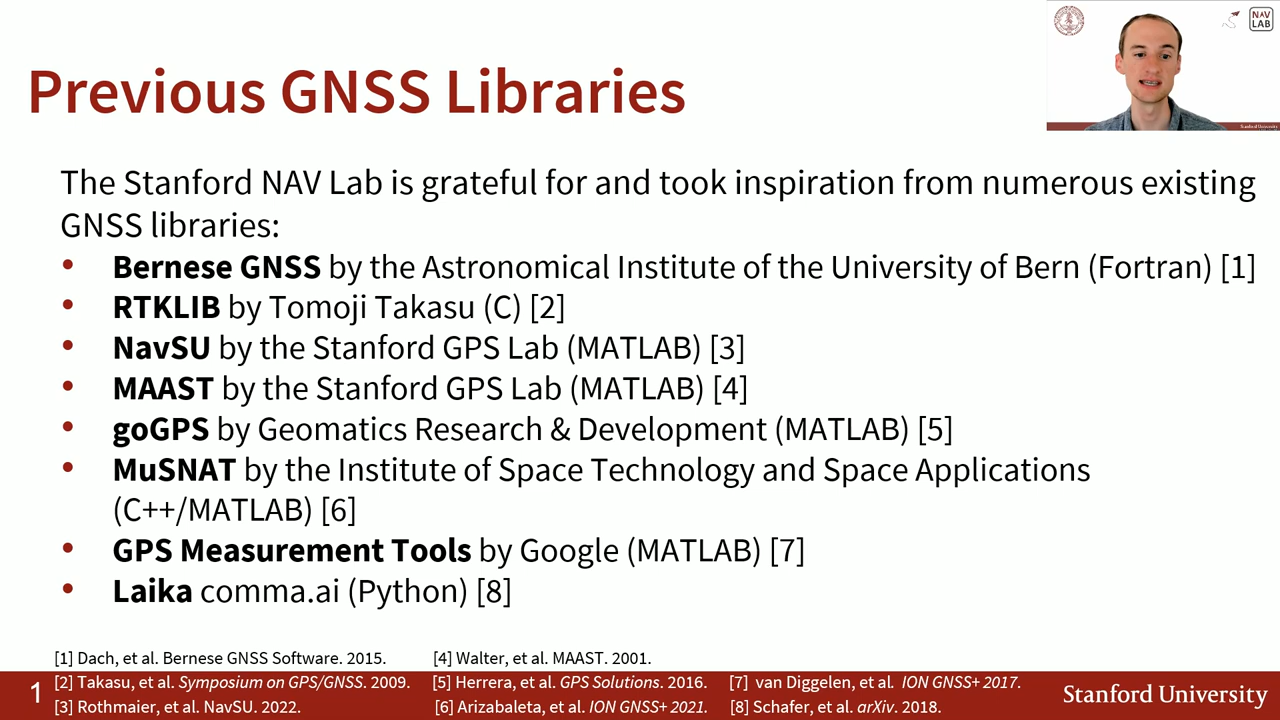 NAV
LAB
Stanford University
Previous GNSS Libraries
The Stanford NAV Lab is grateful for and took inspiration from numerous existing
GNSS libraries:
• Bernese GNSS by the Astronomical Institute of the University of Bern (Fortran) [1]
• RTKLIB by Tomoji Takasu (C) [2]
• NavSU by the Stanford GPS Lab (MATLAB) [3]
• MAAST by the Stanford GPS Lab (MATLAB) [4]
• goGPS by Geomatics Research & Development (MATLAB) [5]
• MuSNAT by the Institute of Space Technology and Space Applications
(C++/MATLAB) [6]
• GPS Measurement Tools by Google (MATLAB) [7]
• Laika comma.ai (Python) [8]
[1] Dach, et al. Bernese GNSS Software. 2015.
[2] Takasu, et al. Symposium on GPS/GNSS. 2009.
[3] Rothmaier, et al. NavSU. 2022.
[4] Walter, et al. MAAST. 2001.
[5] Herrera, et al. GPS Solutions. 2016.
[6] Arizabaleta, et al. ION GNSS+ 2021.
[7] van Diggelen, et al. ION GNSS+ 2017.
[8] Schafer, et al. arXiv. 2018.
1
Stanford University